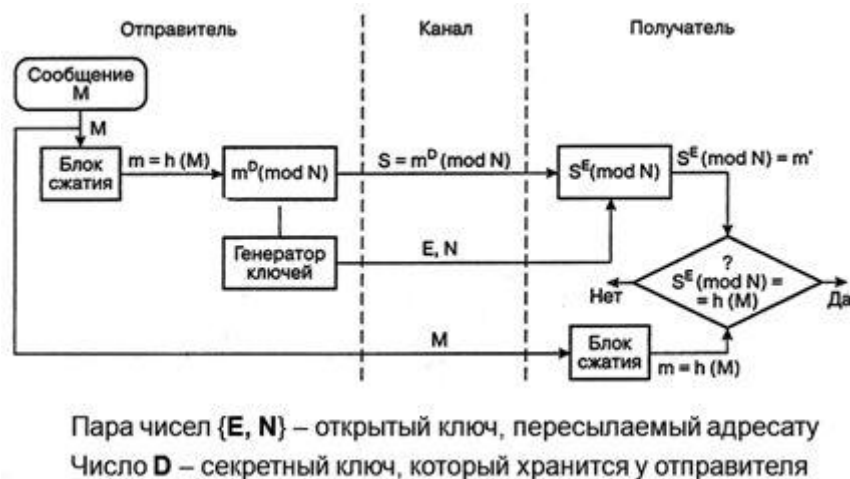 Отправитель
Канал
Получатель
Сообщение
М
М
Блок
сжатия
m = h (M)
m^D (mod N)
S = m^D (mod N)
S^E (mod N)
S^E (mod N) = m'
Генератор
ключей
E, N
?
S^E (mod N) =
= h (M)
Нет
Да
М
Блок
сжатия
m = h (M)
Пара чисел {E, N} – открытый ключ, пересылаемый адресату
Число D – секретный ключ, который хранится у отправителя